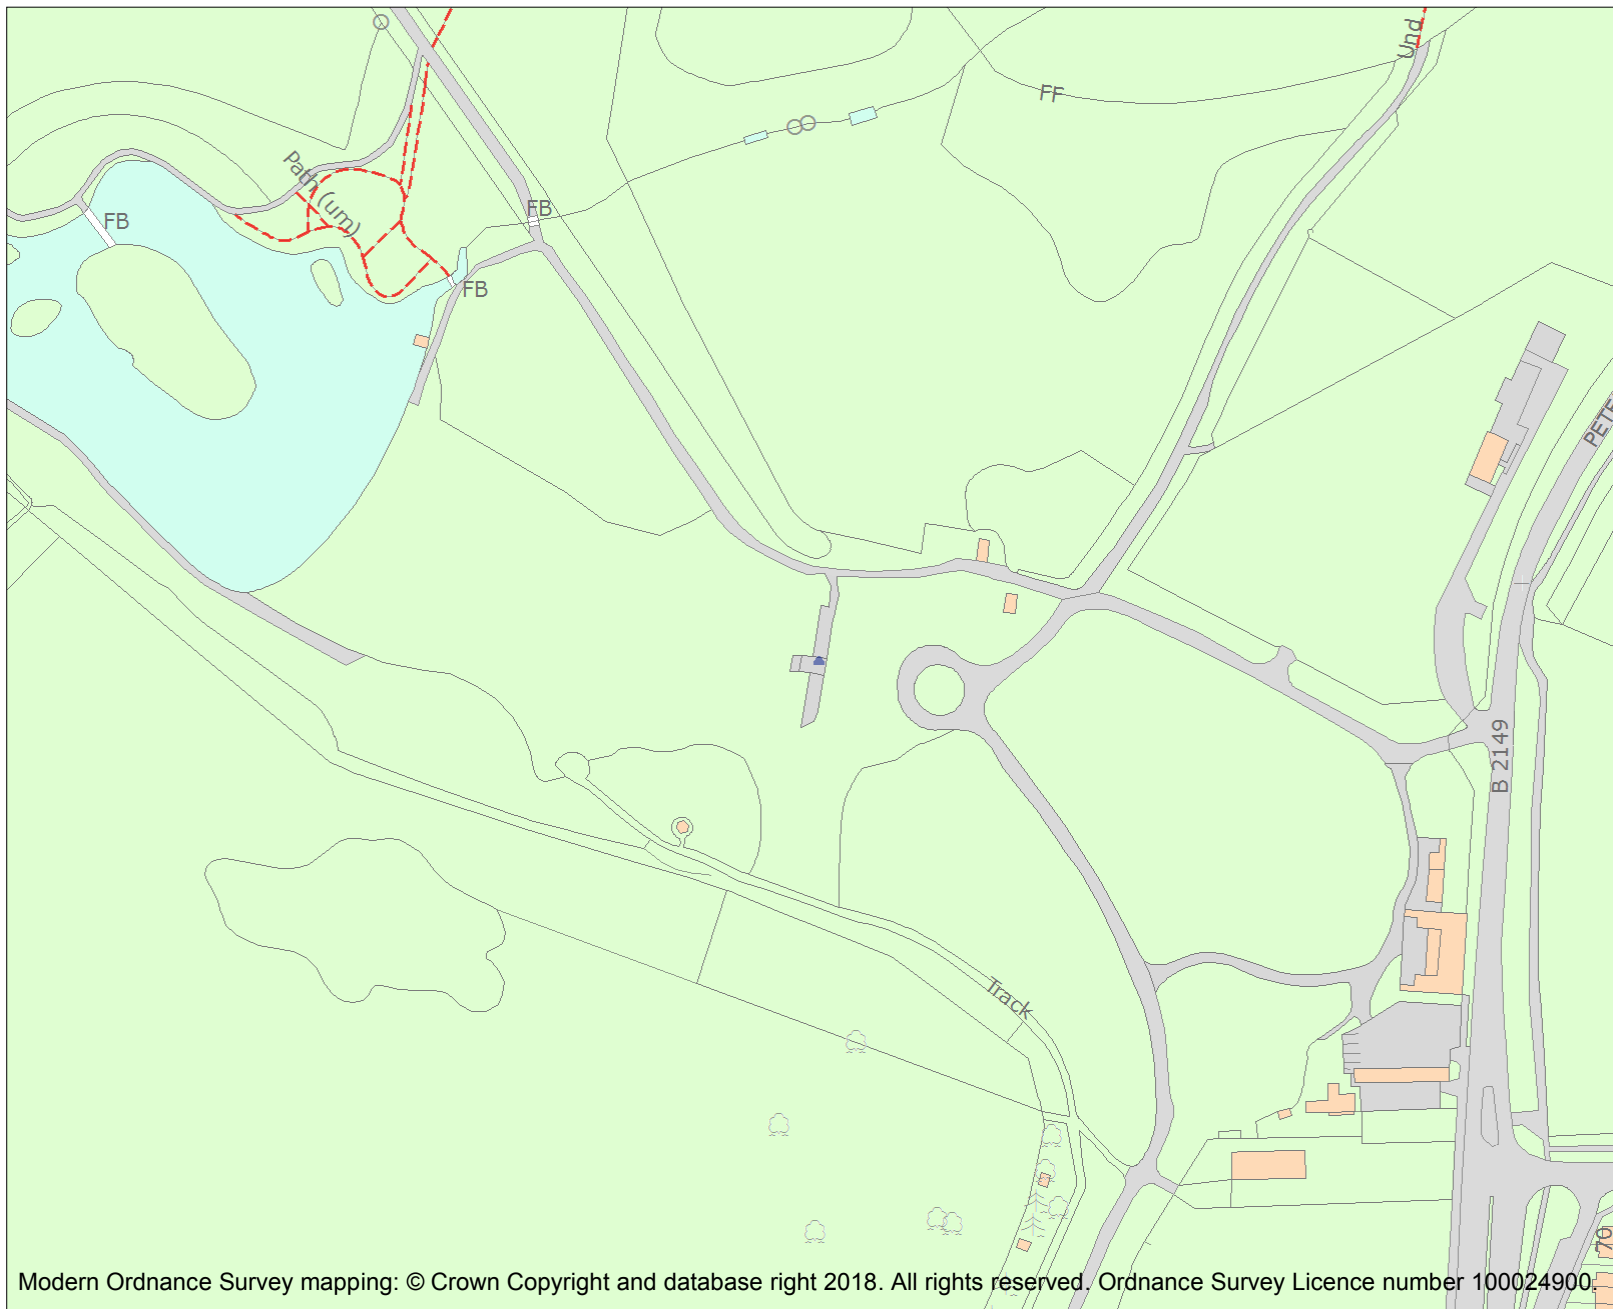 Und
FF
Path (um)
FB
FB
FB
B 2149
Track
70
Modern Ordnance Survey mapping: © Crown Copyright and database right 2018. All rights reserved. Ordnance Survey Licence number 100024900.